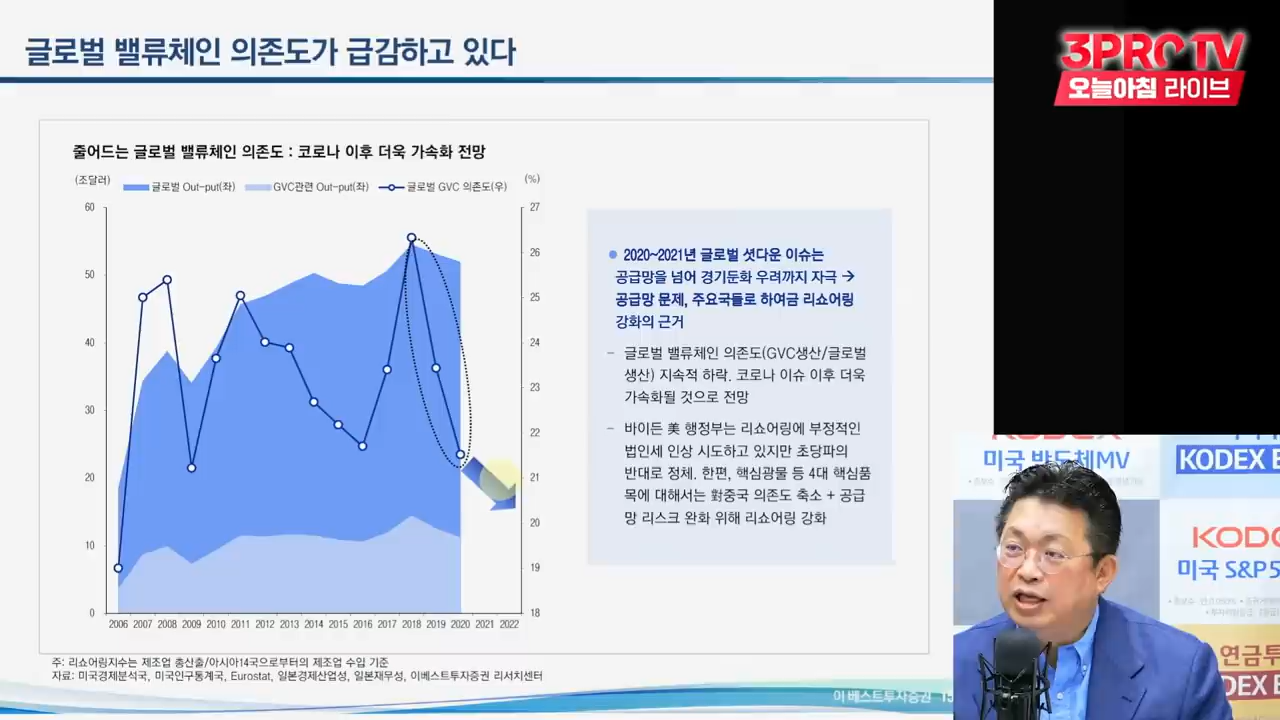 글로벌 밸류체인 의존도가 급감하고 있다
3PROTV
오늘아침 라이브
줄어드는 글로벌 밸류체인 의존도 : 코로나 이후 더욱 가속화 전망
(조달러)
글로벌 Out-put(좌)
GVC관련 Out-put(좌)
글로벌 GVC 의존도(우)
(%)
60
50
40
30
20
10
0
27
26
25
24
23
22
21
20
19
18
2006 2007 2008 2009 2010 2011 2012 2013 2014 2015 2016 2017 2018 2019 2020 2021 2022
2020~2021년 글로벌 셧다운 이슈는
공급망을 넘어 경기둔화 우려까지 자극 →
공급망 문제, 주요국들로 하여금 리쇼어링
강화의 근거
– 글로벌 밸류체인 의존도(GVC생산/글로벌
생산) 지속적 하락. 코로나 이슈 이후 더욱
가속화될 것으로 전망
– 바이든 美 행정부는 리쇼어링에 부정적인
법인세 인상 시도하고 있지만 초당파의
반대로 정체. 한편, 핵심광물 등 4대 핵심품
목에 대해서는 對중국 의존도 축소 + 공급
망 리스크 완화 위해 리쇼어링 강화
주: 리쇼어링지수는 제조업 총산출/아시아14국으로부터의 제조업 수입 기준
자료: 미국경제분석국, 미국인구통계국, Eurostat, 일본경제산업성, 일본재무성, 이베스트투자증권 리서치센터
이베스트투자증권
KODEX
미국 반도체MV
KODEX
미국 S&P5
연금투